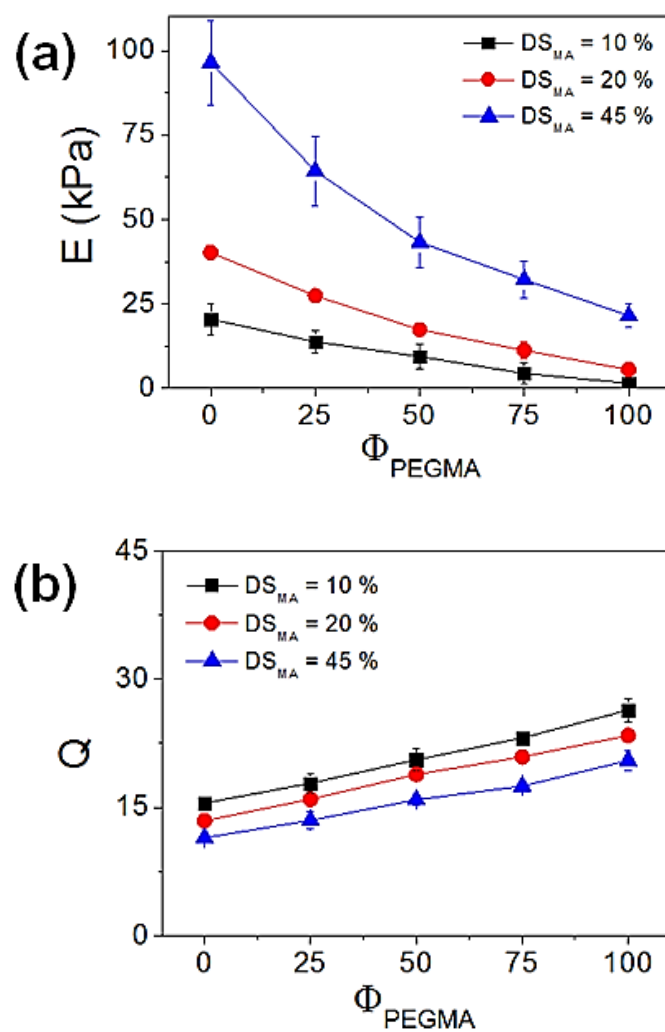 (a)
100
75
50
25
0
E (kPa)
DS_MA = 10 %
DS_MA = 20 %
DS_MA = 45 %
0 25 50 75 100
Φ_PEGMA
(b)
45
30
15
0
Q
DS_MA = 10 %
DS_MA = 20 %
DS_MA = 45 %
0 25 50 75 100
Φ_PEGMA